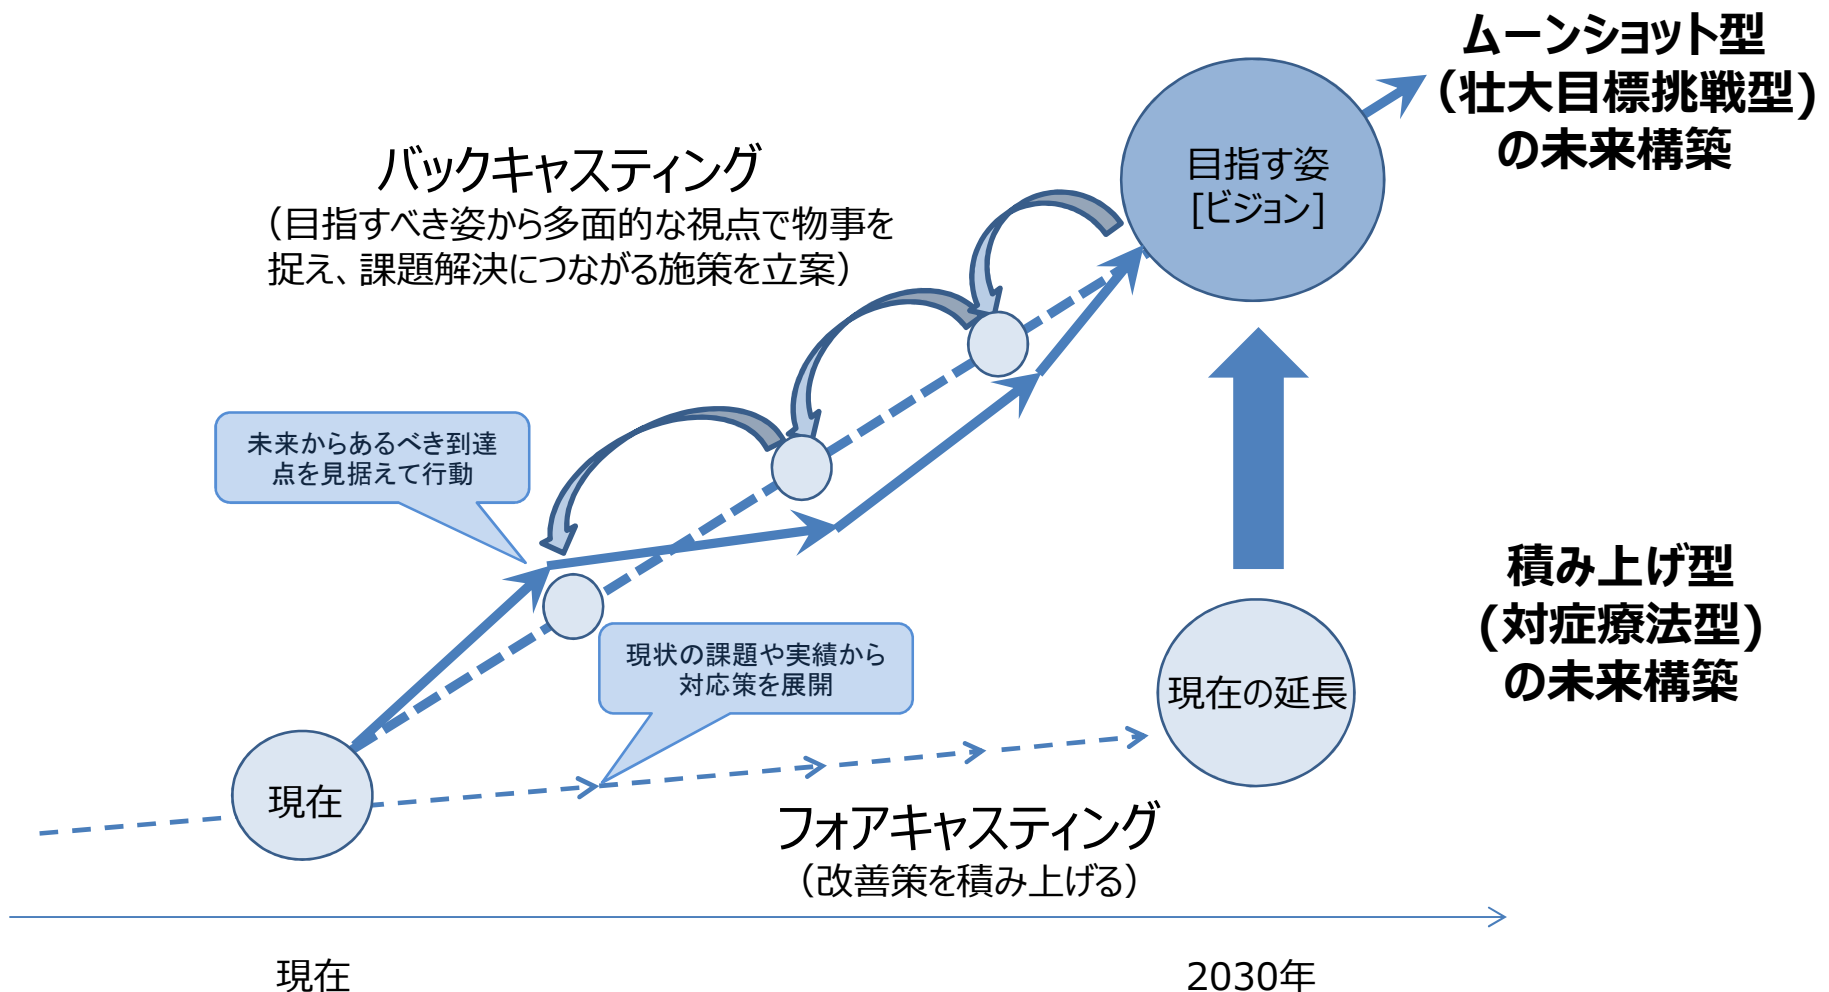 ムーンショット型
（壮大目標挑戦型)
の未来構築
バックキャスティング
（目指すべき姿から多面的な視点で物事を
捉え、課題解決につながる施策を立案）
目指す姿
[ビジョン]
未来からあるべき到達
点を見据えて行動
積み上げ型
(対症療法型)
の未来構築
現状の課題や実績から
対応策を展開
現在の延長
現在
フォアキャスティング
（改善策を積み上げる）
現在
2030年